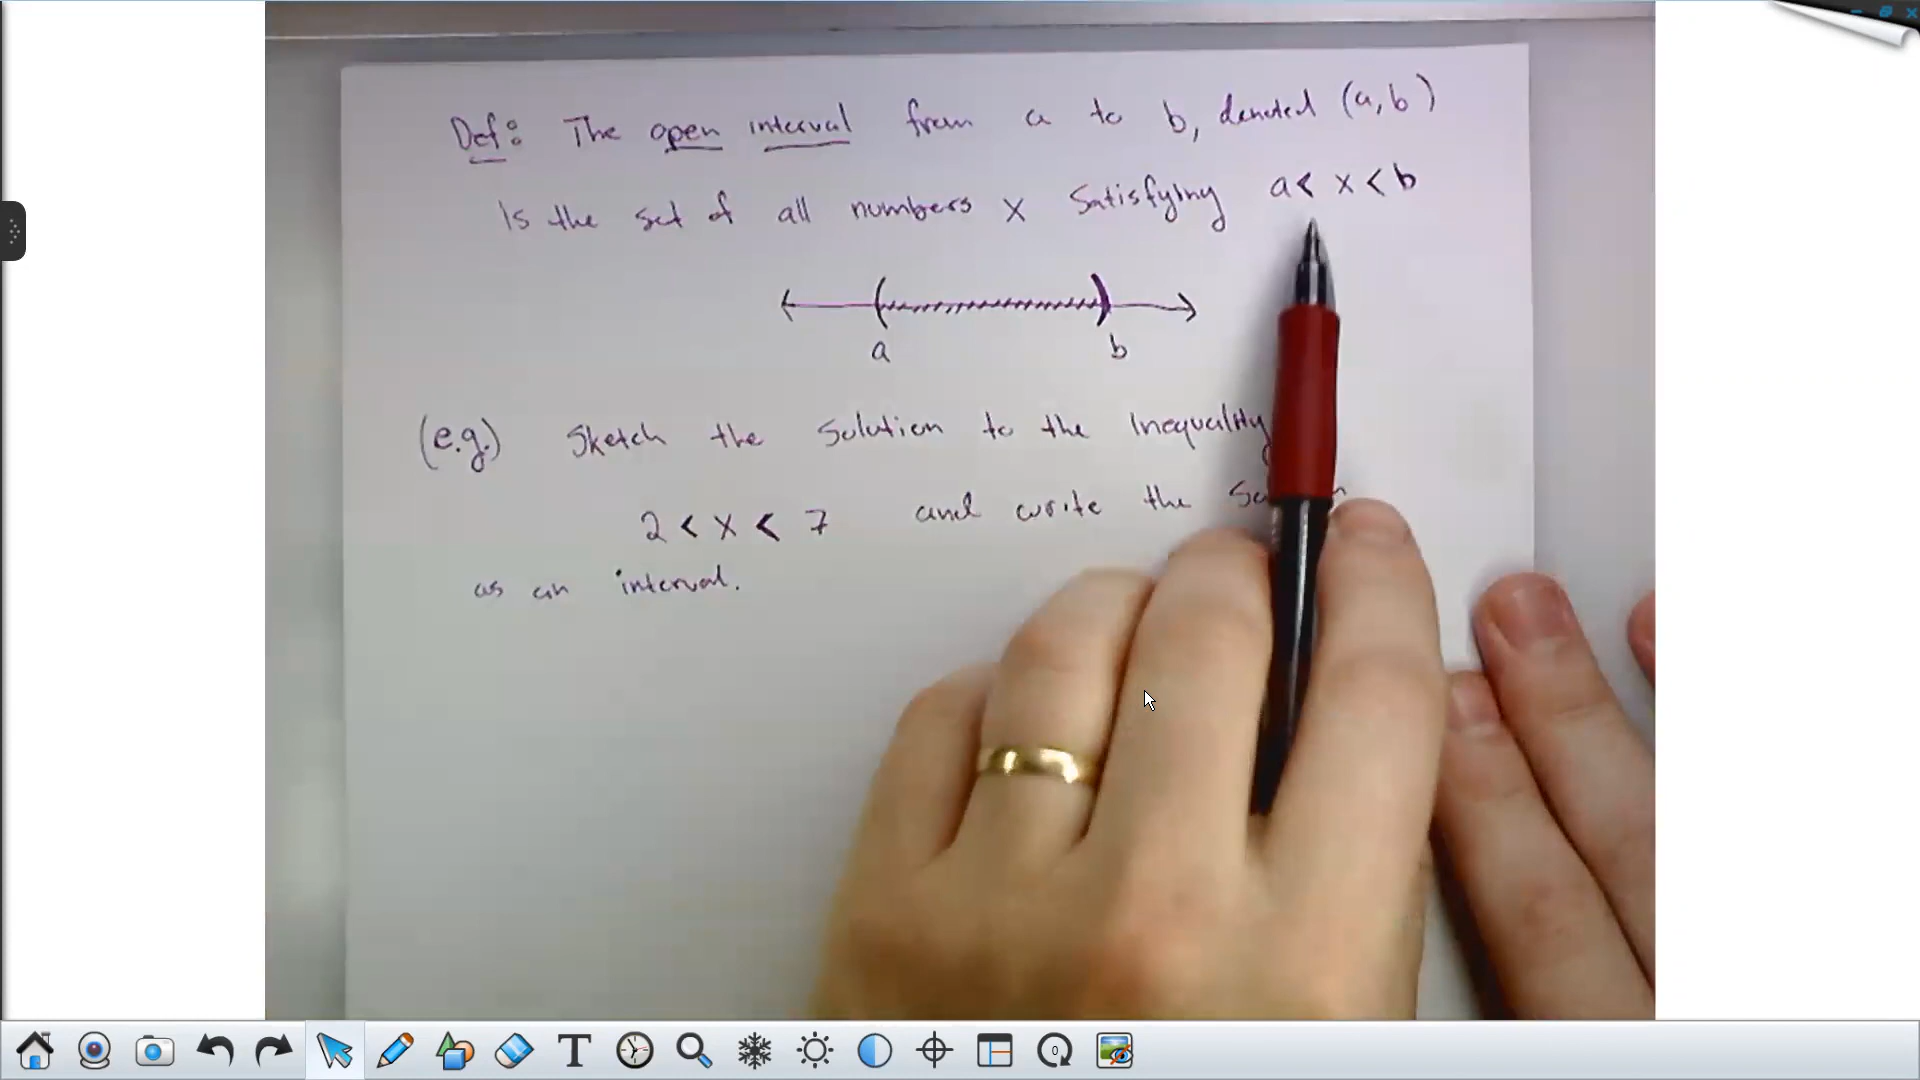 Def: The open interval from a to b, denoted (a,b)
Is the set of all numbers x Satisfying a < x < b
a b
(e.g.) Sketch the Solution to the Inequality
2 < x < 7 and write the
as an interval.